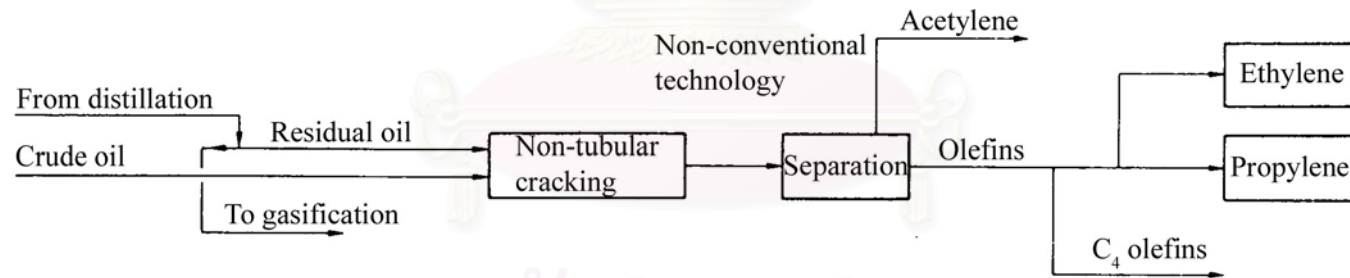 Acetylene
Non-conventional
technology
Ethylene
From distillation
Residual oil
Crude oil
Non-tubular
cracking
Separation
Olefins
Propylene
To gasification
C₄ olefins